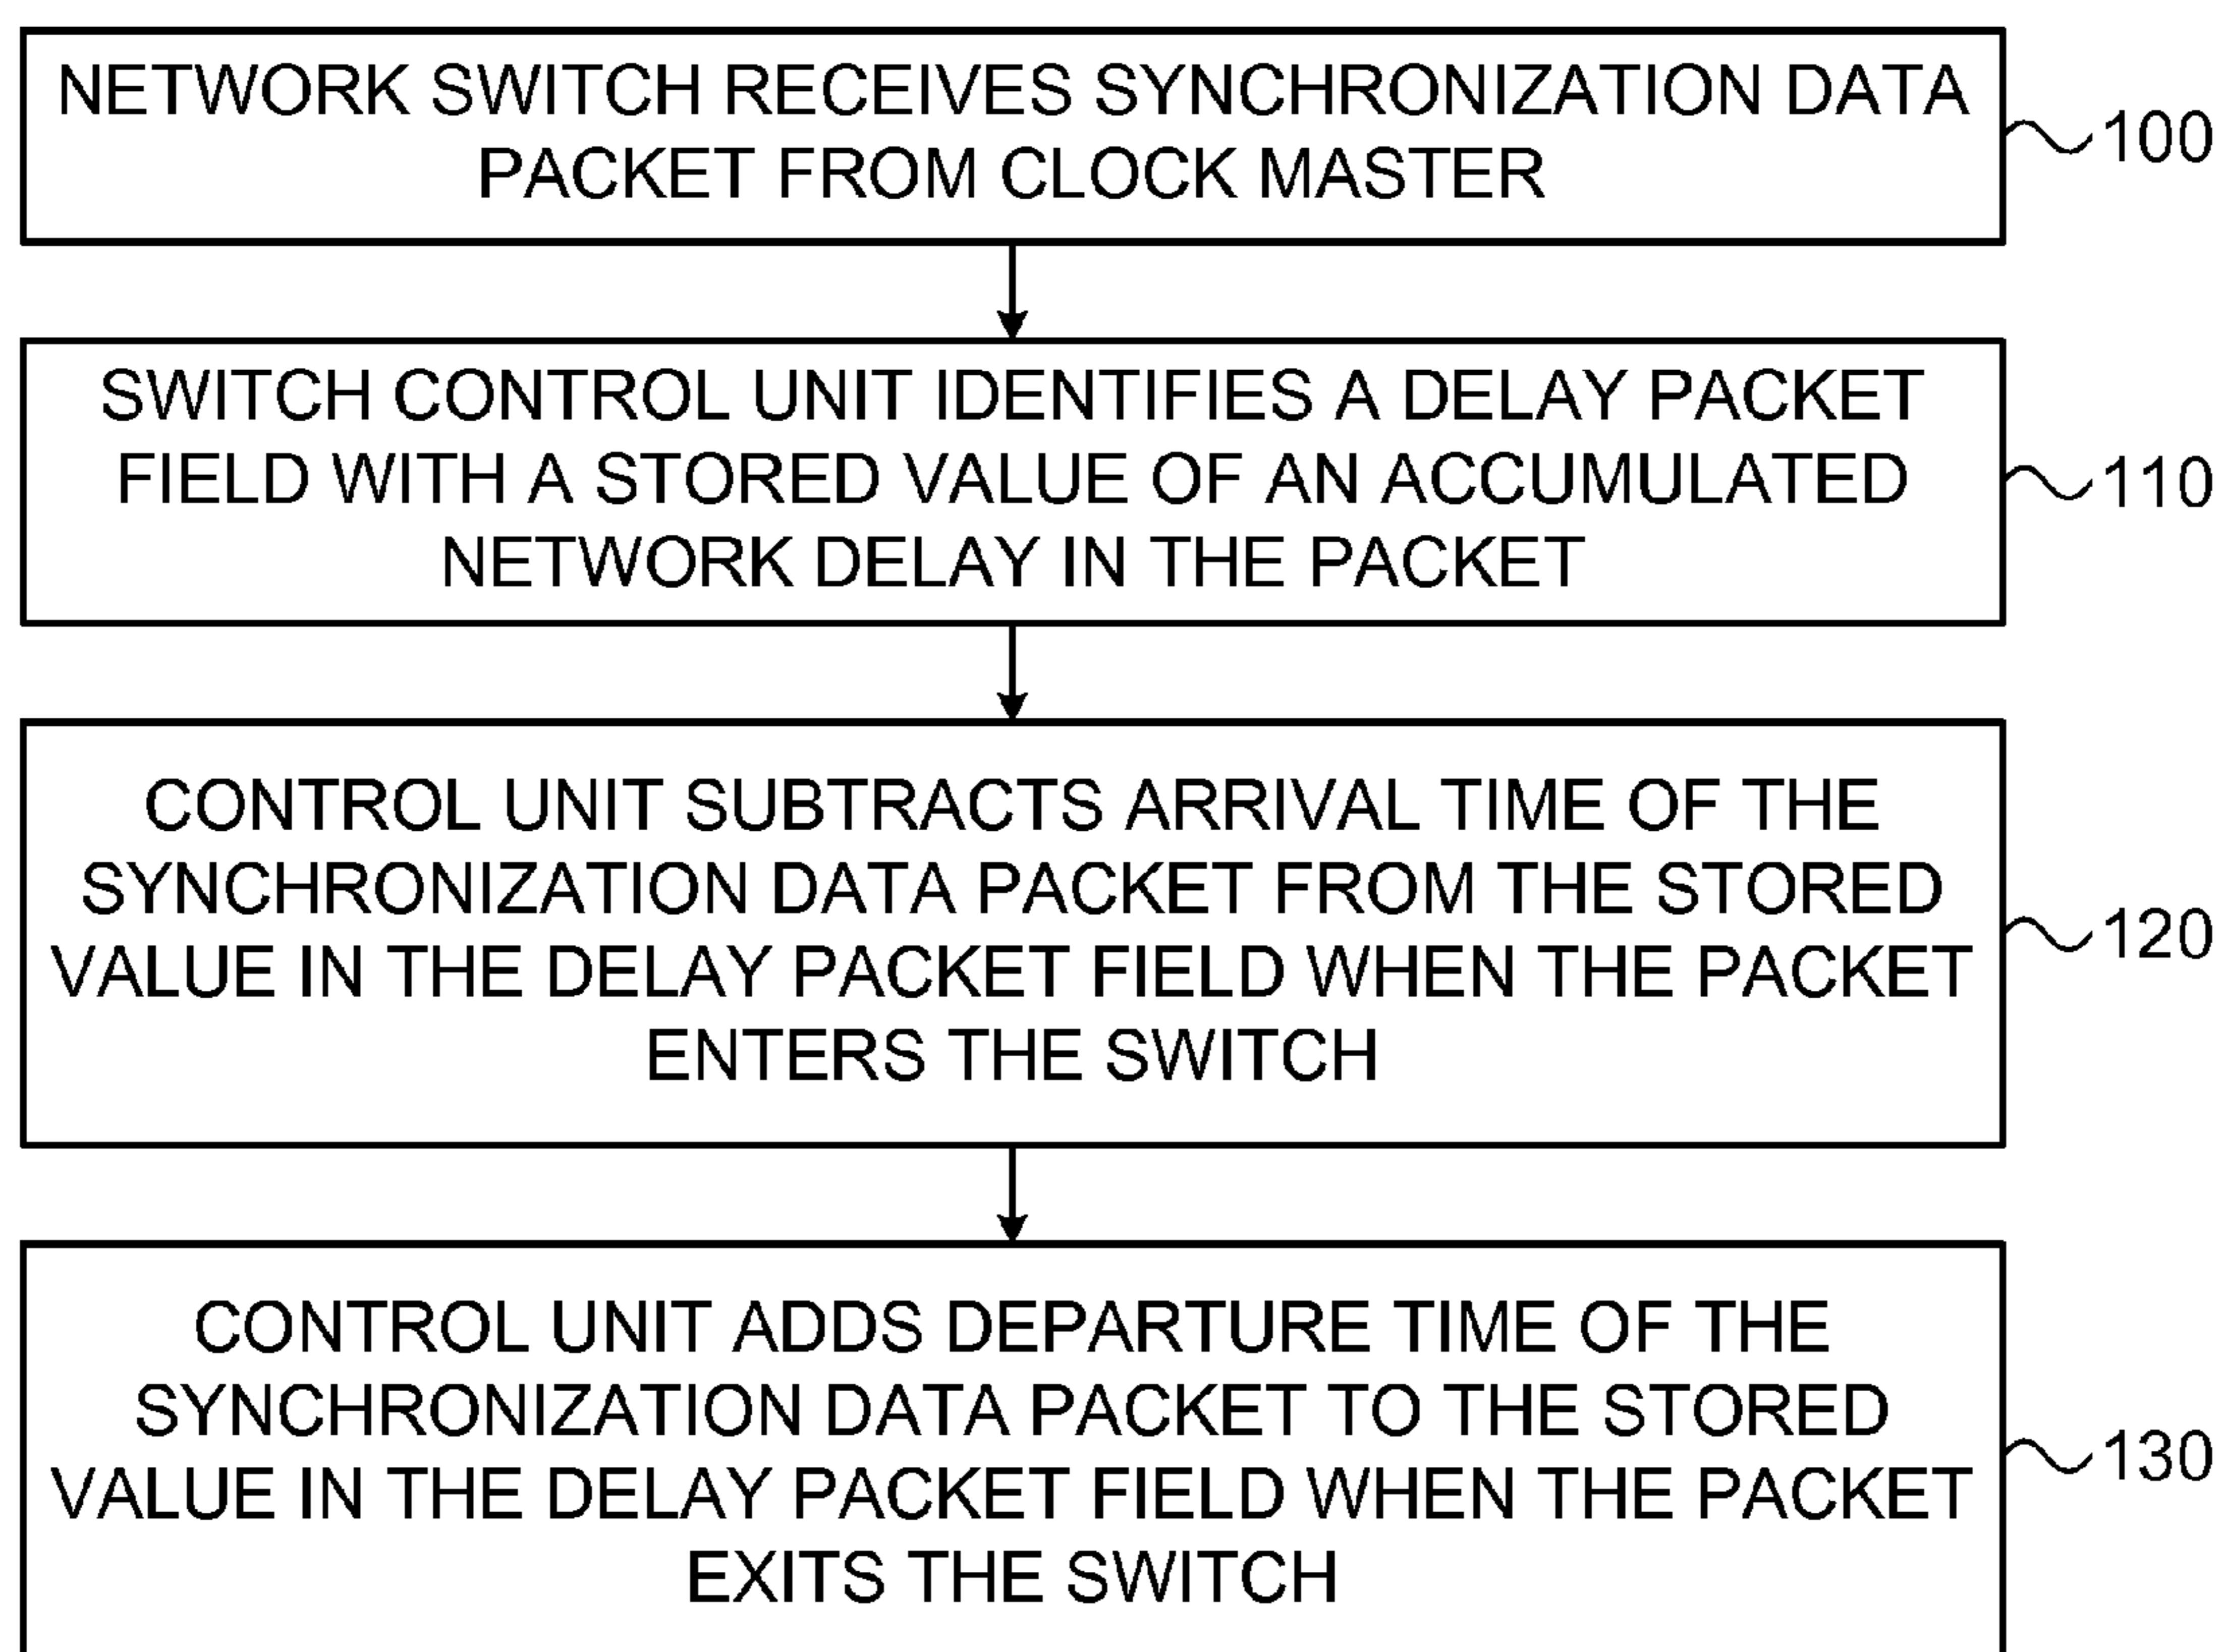 NETWORK SWITCH RECEIVES SYNCHRONIZATION DATA
PACKET FROM CLOCK MASTER
100
SWITCH CONTROL UNIT IDENTIFIES A DELAY PACKET
FIELD WITH A STORED VALUE OF AN ACCUMULATED
NETWORK DELAY IN THE PACKET
110
CONTROL UNIT SUBTRACTS ARRIVAL TIME OF THE
SYNCHRONIZATION DATA PACKET FROM THE STORED
VALUE IN THE DELAY PACKET FIELD WHEN THE PACKET
ENTERS THE SWITCH
120
CONTROL UNIT ADDS DEPARTURE TIME OF THE
SYNCHRONIZATION DATA PACKET TO THE STORED
VALUE IN THE DELAY PACKET FIELD WHEN THE PACKET
EXITS THE SWITCH
130